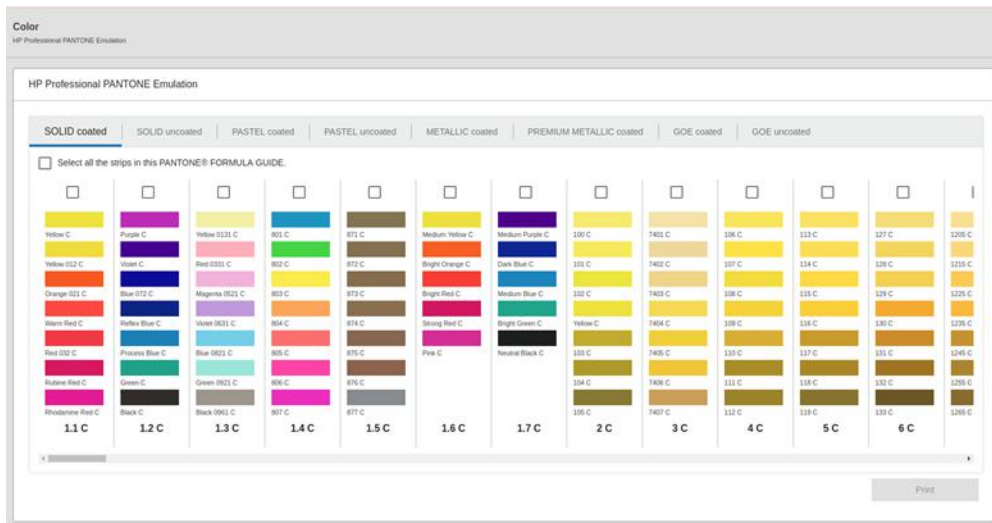 Color
HP Professional PANTONE Emulation
HP Professional PANTONE Emulation
SOLID coated SOLID uncoated PASTEL coated PASTEL uncoated METALLIC coated PREMIUM METALLIC coated GOE coated GOE uncoated
Select all the strips in this PANTONE® FORMULA GUIDE.
Yellow C Purple C Yellow 0131 C 801 C 871 C Medium Yellow C Medium Purple C 100 C 7401 C 106 C 113 C 127 C 1205 C
Yellow 012 C Violet C Red 0331 C 802 C 872 C Bright Orange C Dark Blue C 101 C 7402 C 107 C 114 C 128 C 1215 C
Orange 021 C Blue 072 C Magenta 0521 C 803 C 873 C Bright Red C Medium Blue C 102 C 7403 C 108 C 115 C 129 C 1225 C
Warm Red C Reflex Blue C Violet 0631 C 804 C 874 C Strong Red C Bright Green C Yellow C 7404 C 109 C 116 C 130 C 1235 C
Red 032 C Process Blue C Blue 0821 C 805 C 875 C Pink C Neutral Black C 103 C 7405 C 110 C 117 C 131 C 1245 C
Rubine Red C Green C Green 0921 C 806 C 876 C 104 C 7406 C 111 C 118 C 132 C 1255 C
Rhodamine Red C Black C Black 0961 C 807 C 877 C 105 C 7407 C 112 C 119 C 133 C 1265 C
1.1 C 1.2 C 1.3 C 1.4 C 1.5 C 1.6 C 1.7 C 2 C 3 C 4 C 5 C 6 C
Print